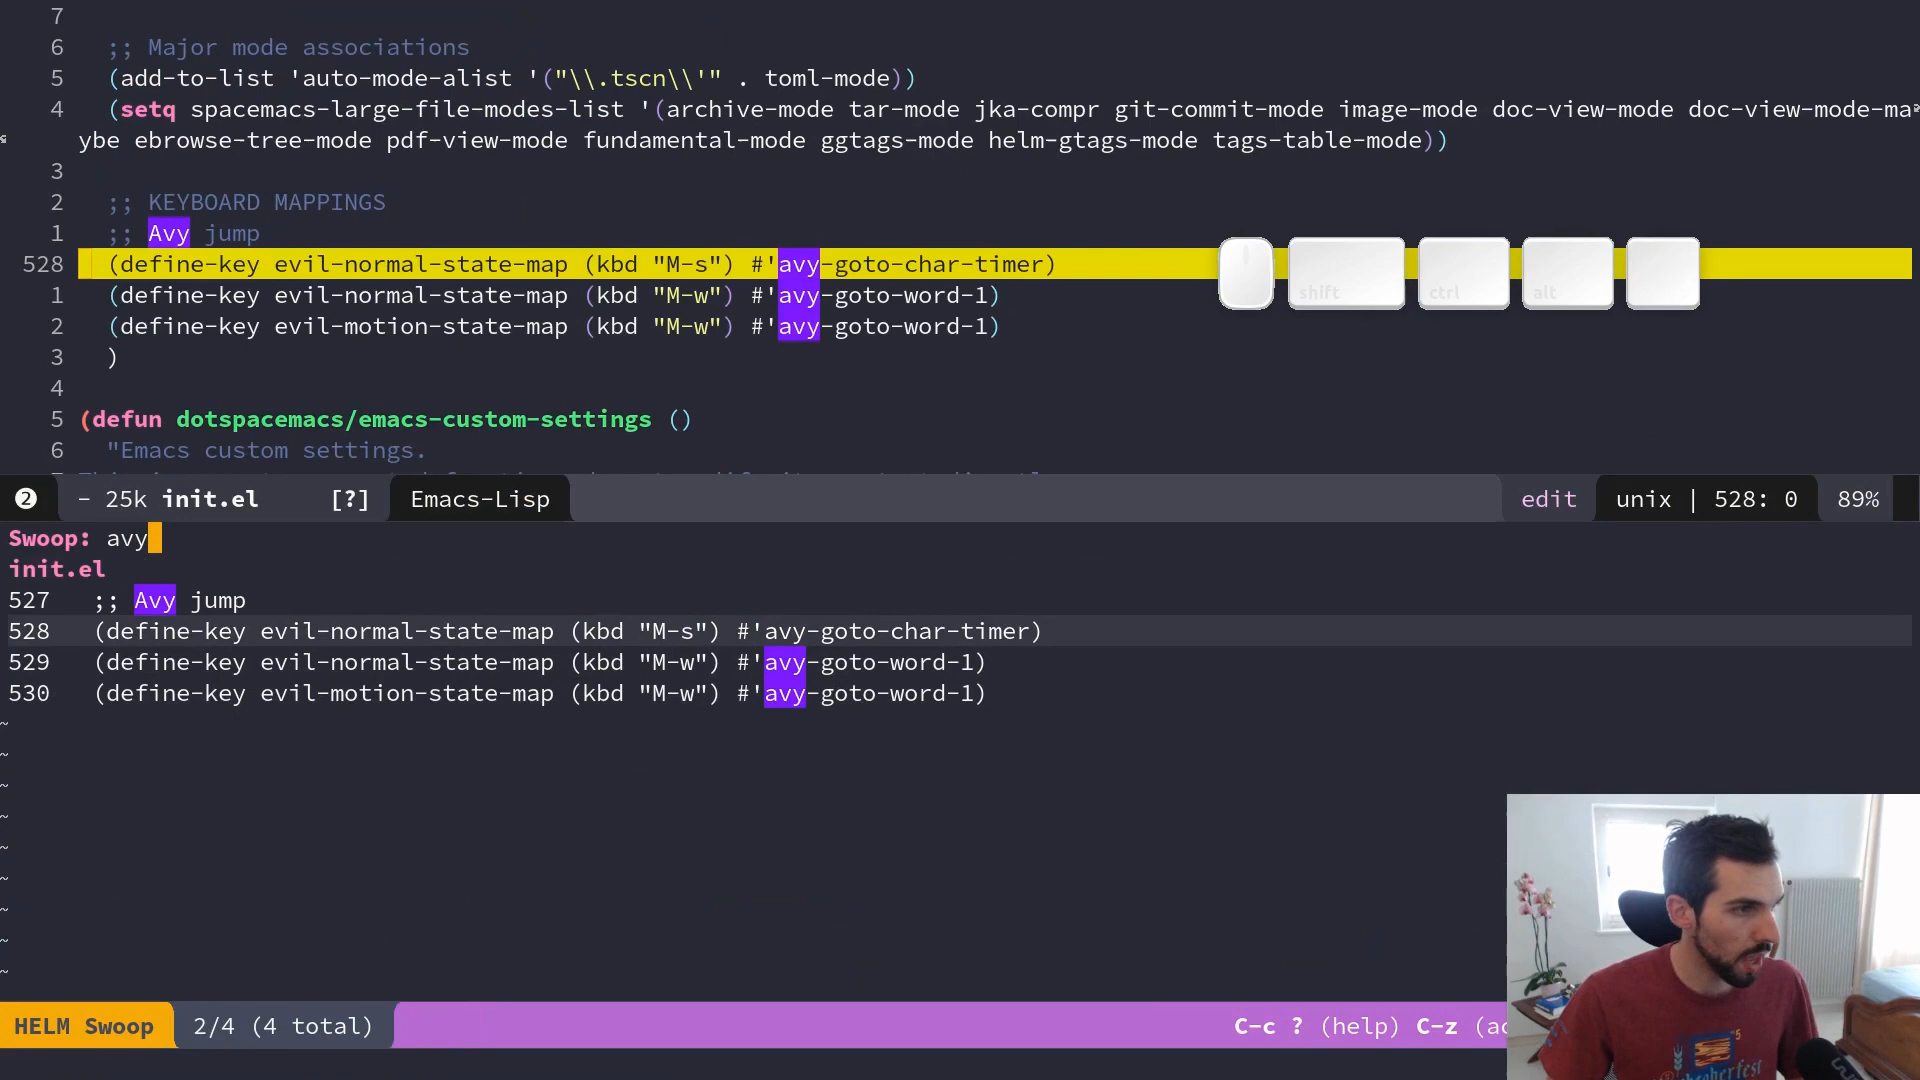 7
6 ;; Major mode associations
5 (add-to-list 'auto-mode-alist '("\\.tscn\\'" . toml-mode))
4 (setq spacemacs-large-file-modes-list '(archive-mode tar-mode jka-compr git-commit-mode image-mode doc-view-mode doc-view-mode-ma
ybe ebrowse-tree-mode pdf-view-mode fundamental-mode ggtags-mode helm-gtags-mode tags-table-mode))
3
2 ;; KEYBOARD MAPPINGS
1 ;; Avy jump
528 (define-key evil-normal-state-map (kbd "M-s") #'avy-goto-char-timer)
shift ctrl alt
1 (define-key evil-normal-state-map (kbd "M-w") #'avy-goto-word-1)
2 (define-key evil-motion-state-map (kbd "M-w") #'avy-goto-word-1)
3 )
4
5 (defun dotspacemacs/emacs-custom-settings ()
6 "Emacs custom settings.
2 - 25k init.el [?] Emacs-Lisp edit unix | 528: 0 89%
Swoop: avy
init.el
527 ;; Avy jump
528 (define-key evil-normal-state-map (kbd "M-s") #'avy-goto-char-timer)
529 (define-key evil-normal-state-map (kbd "M-w") #'avy-goto-word-1)
530 (define-key evil-motion-state-map (kbd "M-w") #'avy-goto-word-1)
~
~
~
~
~
~
~
~
~
HELM Swoop 2/4 (4 total) C-c ? (help) C-z (ac